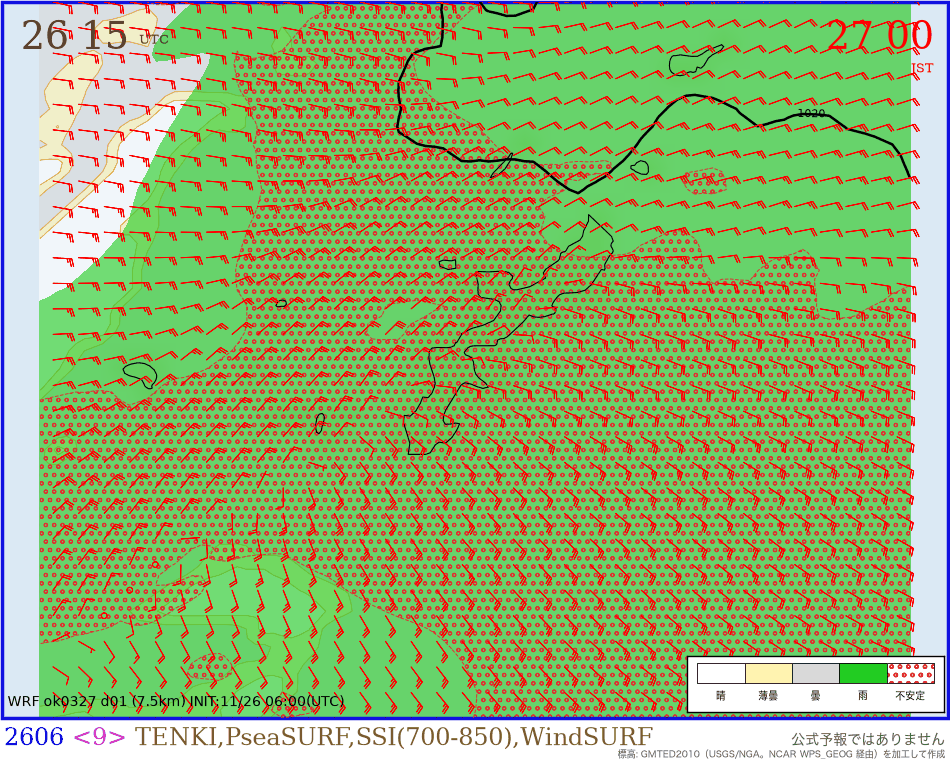 26 15 UTC
27 00 JST
1020
WRF ok0327 d01 (7.5km) INIT:11/26 06:00(UTC)
晴 薄曇 曇 雨 不安定
2606 <9> TENKI,PseaSURF,SSI(700-850),WindSURF
公式予報ではありません
標高: GMTED2010（USGS/NGA。NCAR WPS_GEOG 経由）を加工して作成